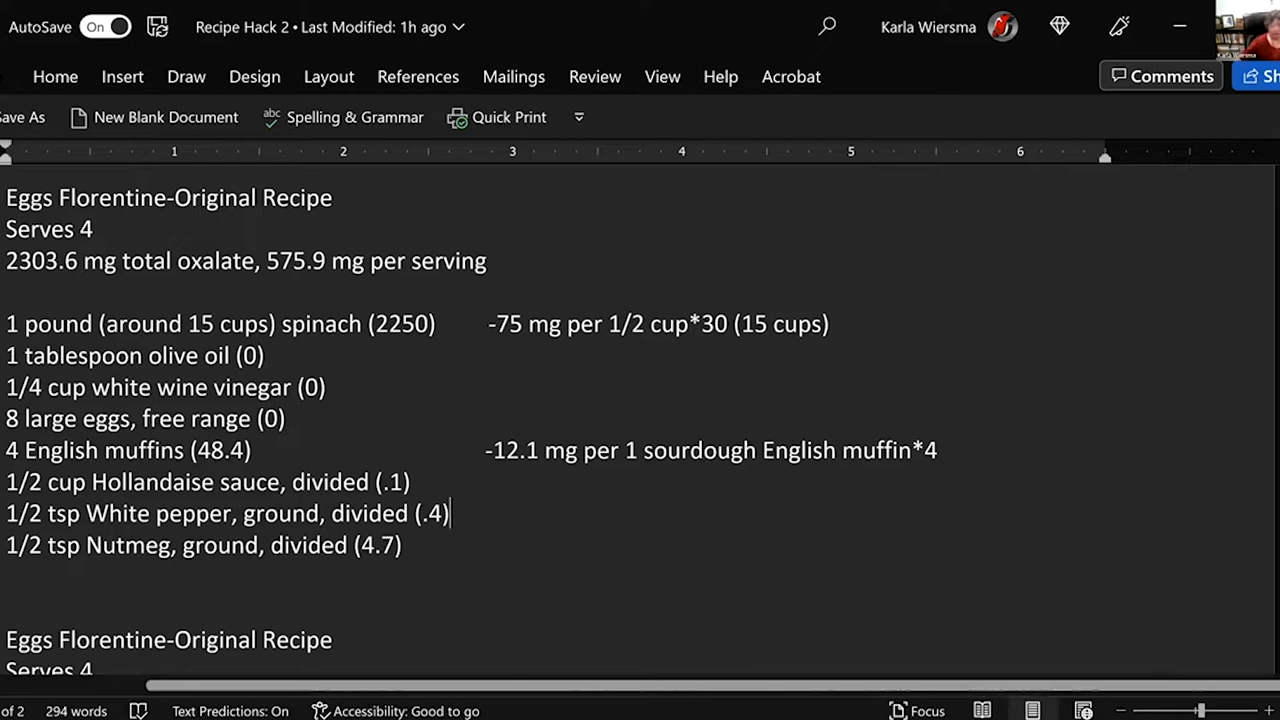 AutoSave On Recipe Hack 2 • Last Modified: 1h ago Karla Wiersma
Home Insert Draw Design Layout References Mailings Review View Help Acrobat Comments Sh
ave As New Blank Document abc Spelling & Grammar Quick Print
1 2 3 4 5 6
Eggs Florentine-Original Recipe
Serves 4
2303.6 mg total oxalate, 575.9 mg per serving
1 pound (around 15 cups) spinach (2250) -75 mg per 1/2 cup*30 (15 cups)
1 tablespoon olive oil (0)
1/4 cup white wine vinegar (0)
8 large eggs, free range (0)
4 English muffins (48.4) -12.1 mg per 1 sourdough English muffin*4
1/2 cup Hollandaise sauce, divided (.1)
1/2 tsp White pepper, ground, divided (.4)
1/2 tsp Nutmeg, ground, divided (4.7)
Eggs Florentine-Original Recipe
Serves 4
of 2 294 words Text Predictions: On Accessibility: Good to go Focus